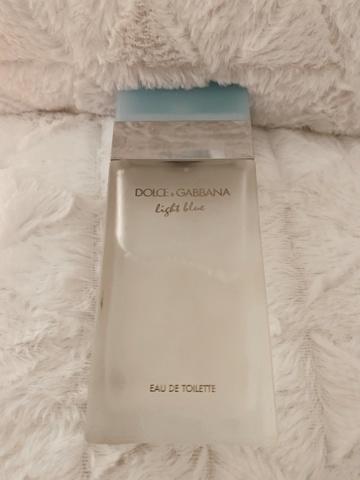 DOLCE & GABBANA
light blue
EAU DE TOILETTE